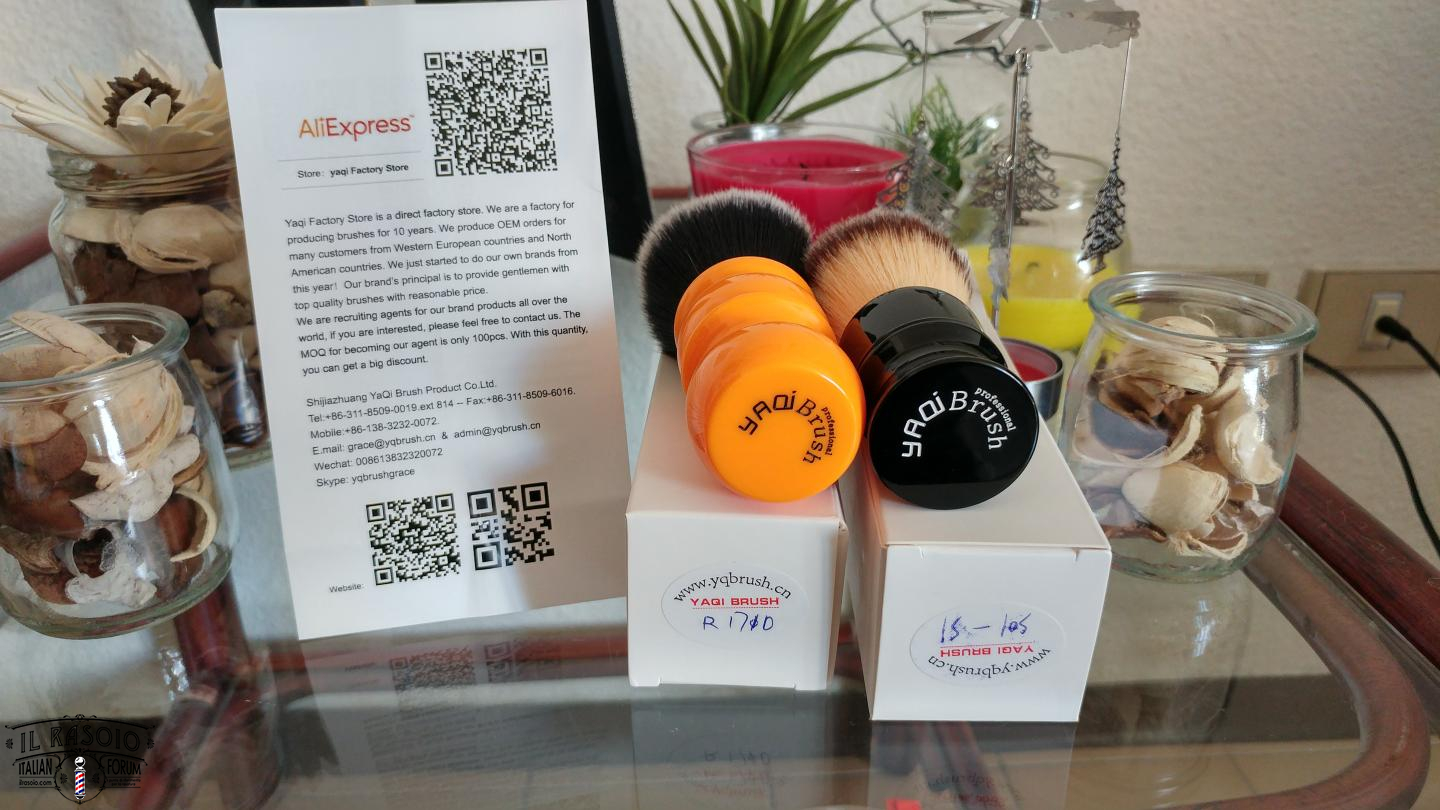 AliExpress™
Store: yaqi Factory Store
Yaqi Factory Store is a direct factory store. We are a factory for
producing brushes for 10 years. We produce OEM orders for
many customers from Western European countries and North
American countries. We just started to do our own brands from
this year! Our brand's principal is to provide gentlemen with
top quality brushes with reasonable price.
We are recruiting agents for our brand products all over the
world, if you are interested, please feel free to contact us. The
MOQ for becoming our agent is only 100pcs. With this quantity,
you can get a big discount.
Shijiazhuang YaQi Brush Product Co.Ltd.
Tel:+86-311-8509-0019.ext 814 -- Fax:+86-311-8509-6016.
Mobile:+86-138-3232-0072.
E.mail: grace@yqbrush.cn & admin@yqbrush.cn
Wechat: 008613832320072
Skype: yqbrushgrace
Website:
YAQi Brush professional
YAQi Brush professional
www.yqbrush.cn
YAQI BRUSH
YAQI BRUSH
www.yqbrush.cn
IL RASOIO
ITALIAN FORUM
ilrasoio.com